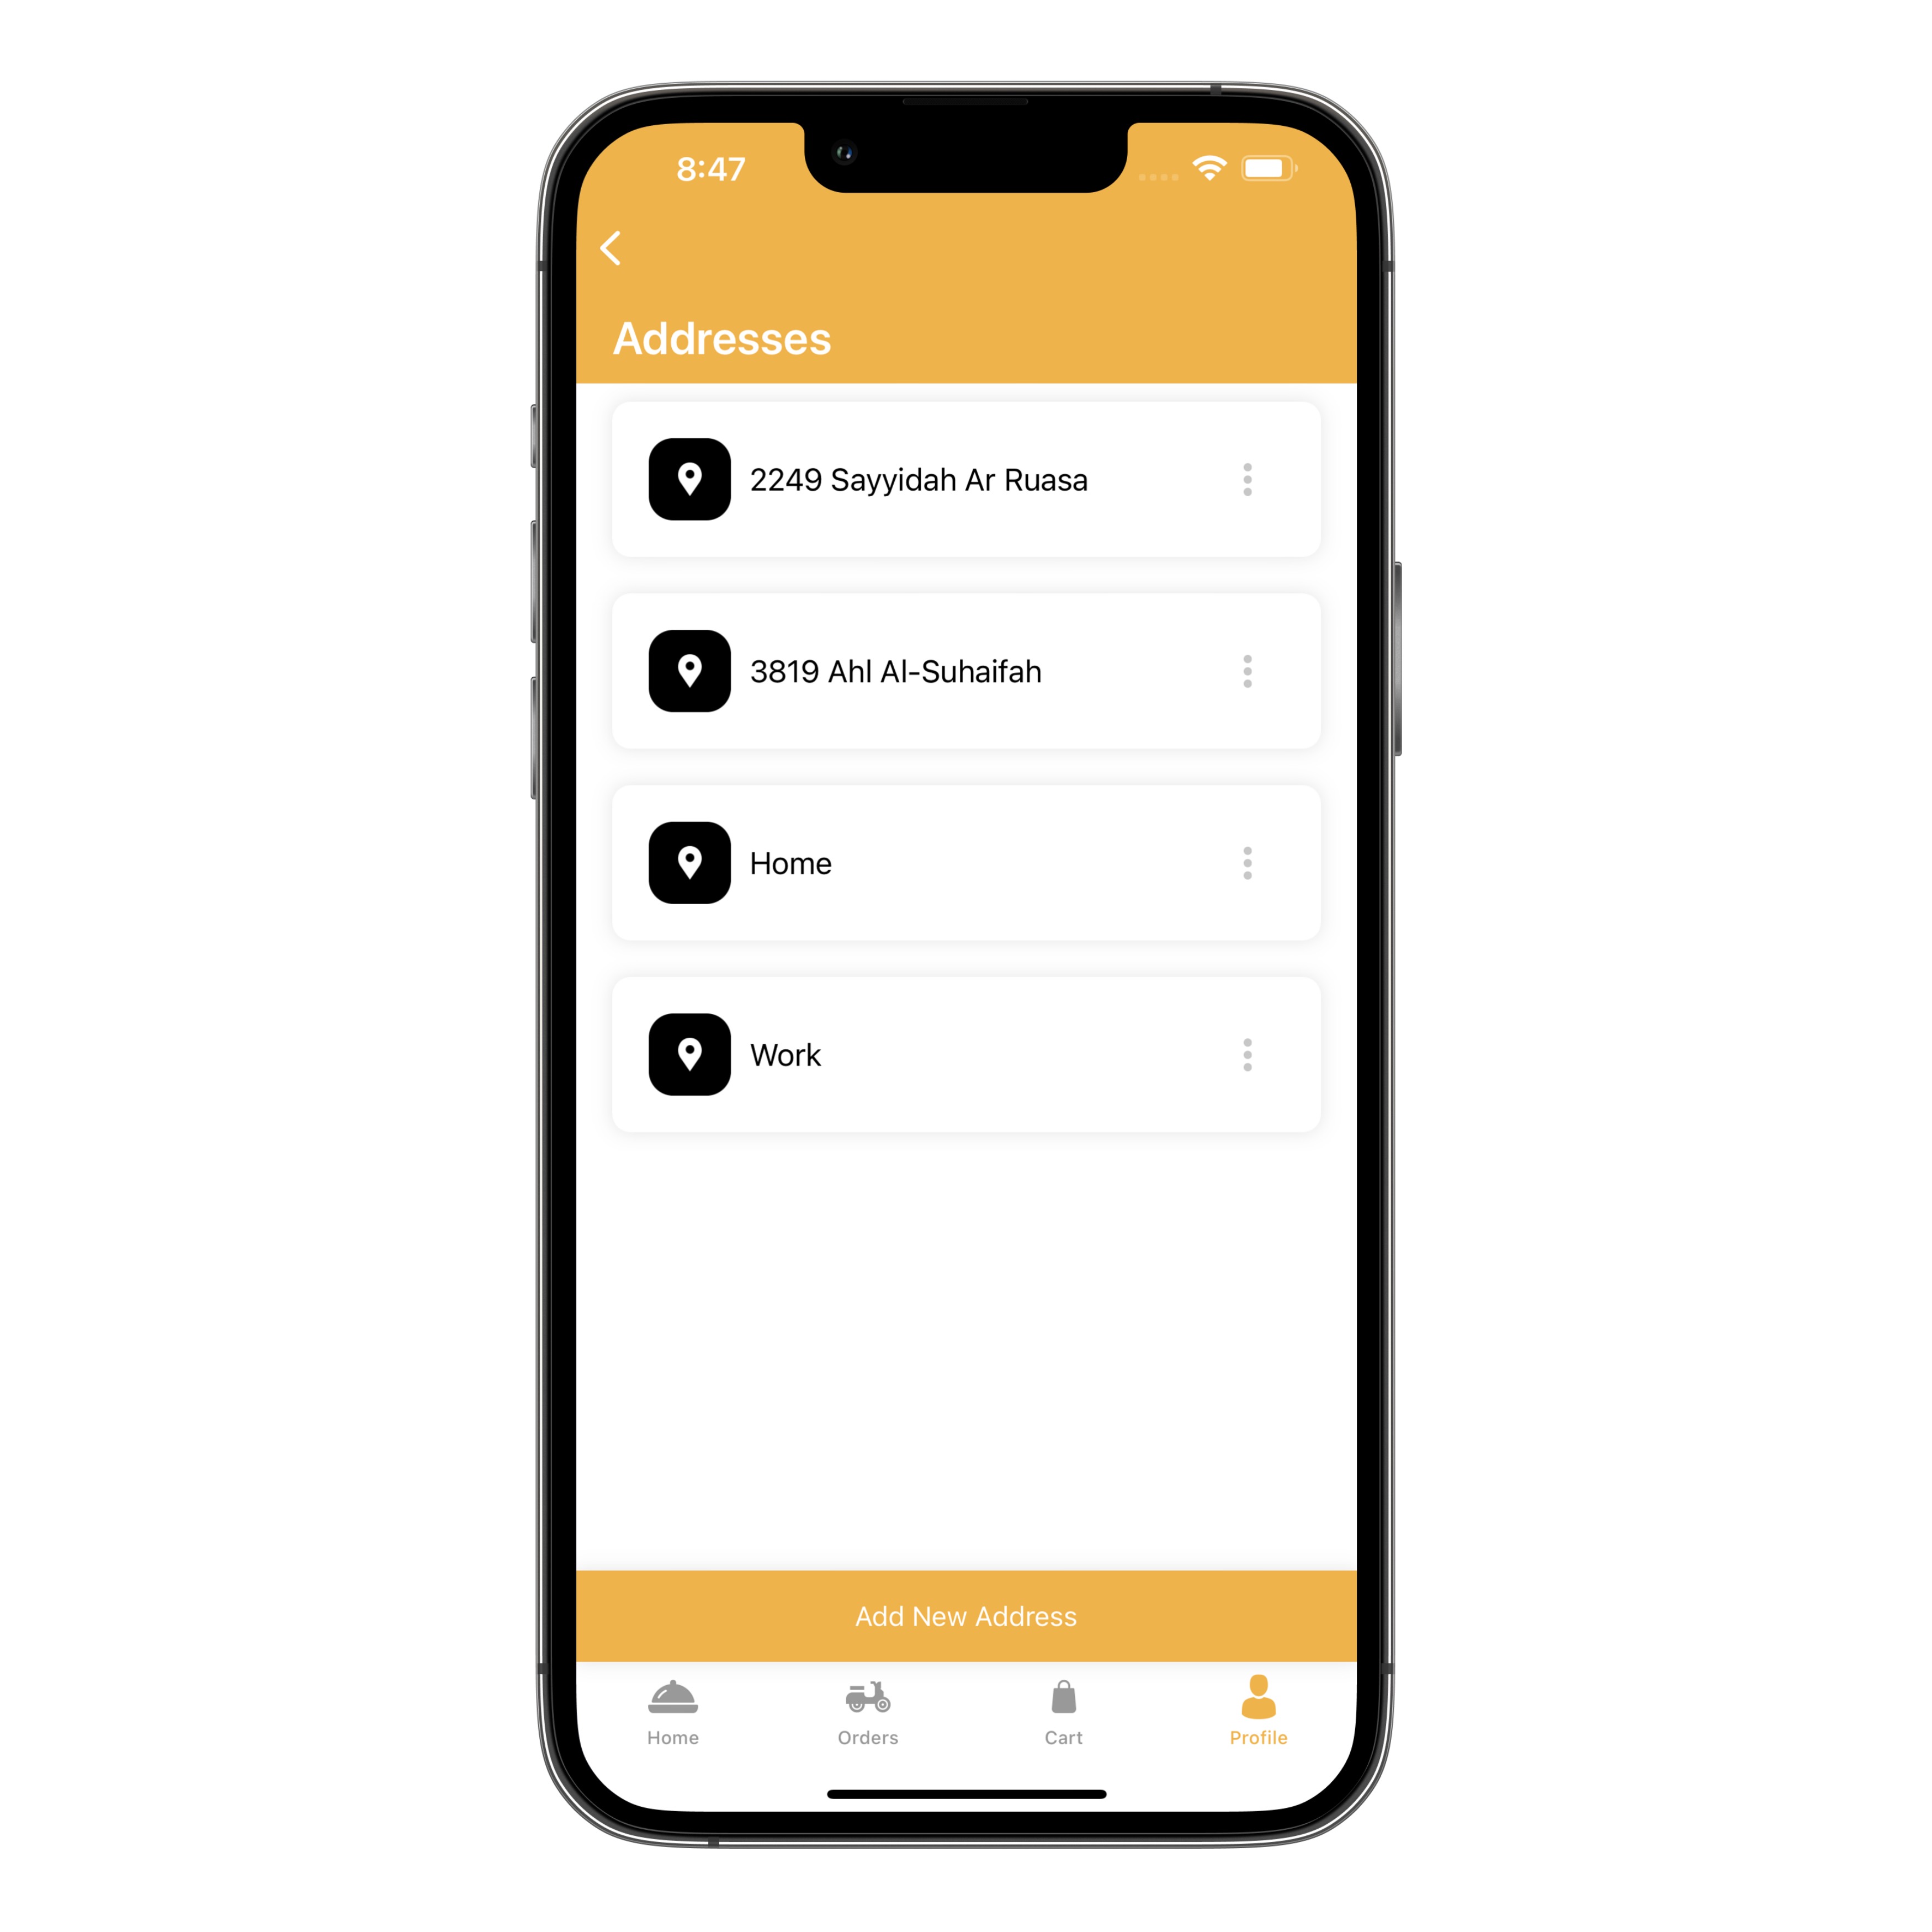 8:47
Addresses
2249 Sayyidah Ar Ruasa
3819 Ahl Al-Suhaifah
Home
Work
Add New Address
Home
Orders
Cart
Profile